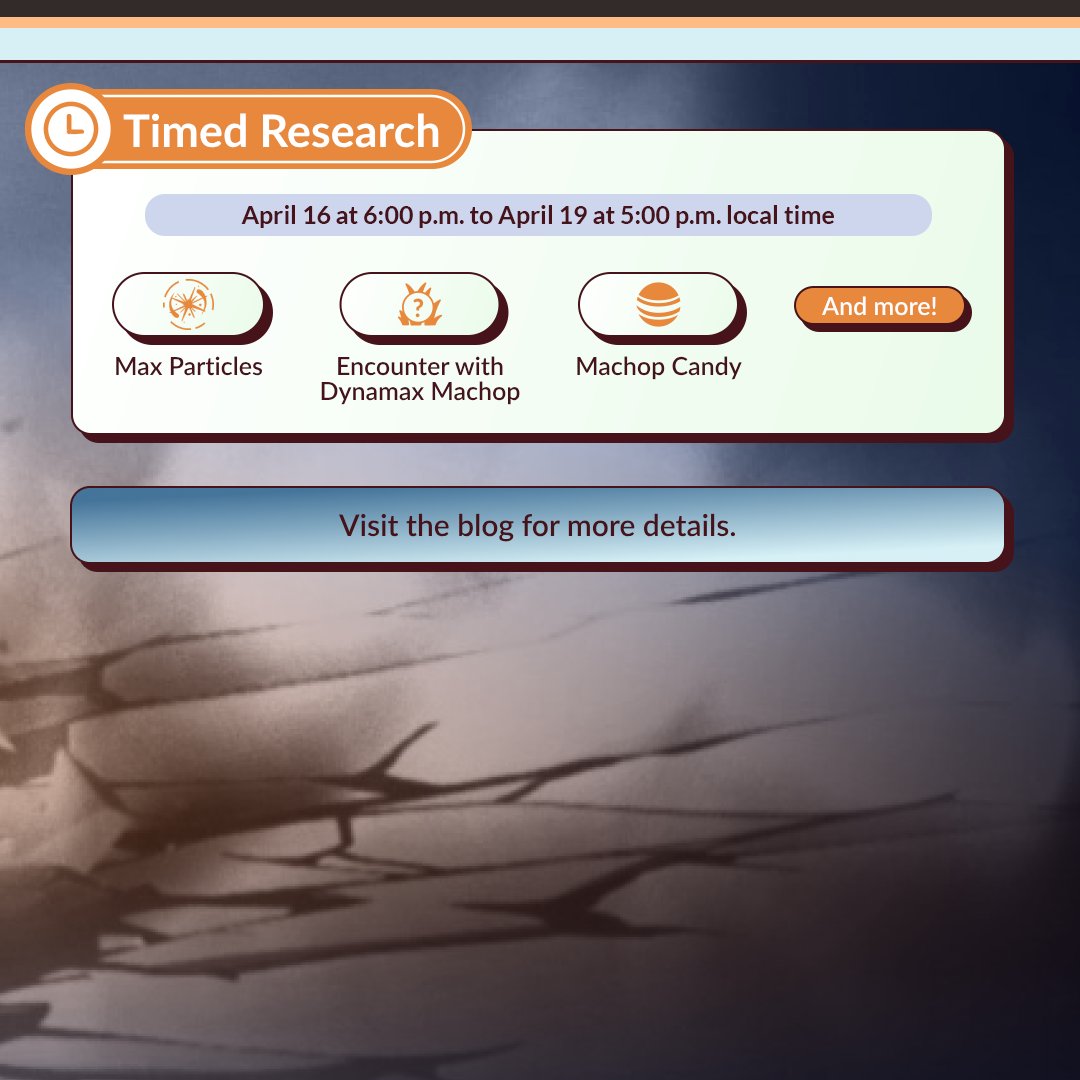 Timed Research
April 16 at 6:00 p.m. to April 19 at 5:00 p.m. local time
?
Max Particles
Encounter with
Dynamax Machop
Machop Candy
And more!
Visit the blog for more details.